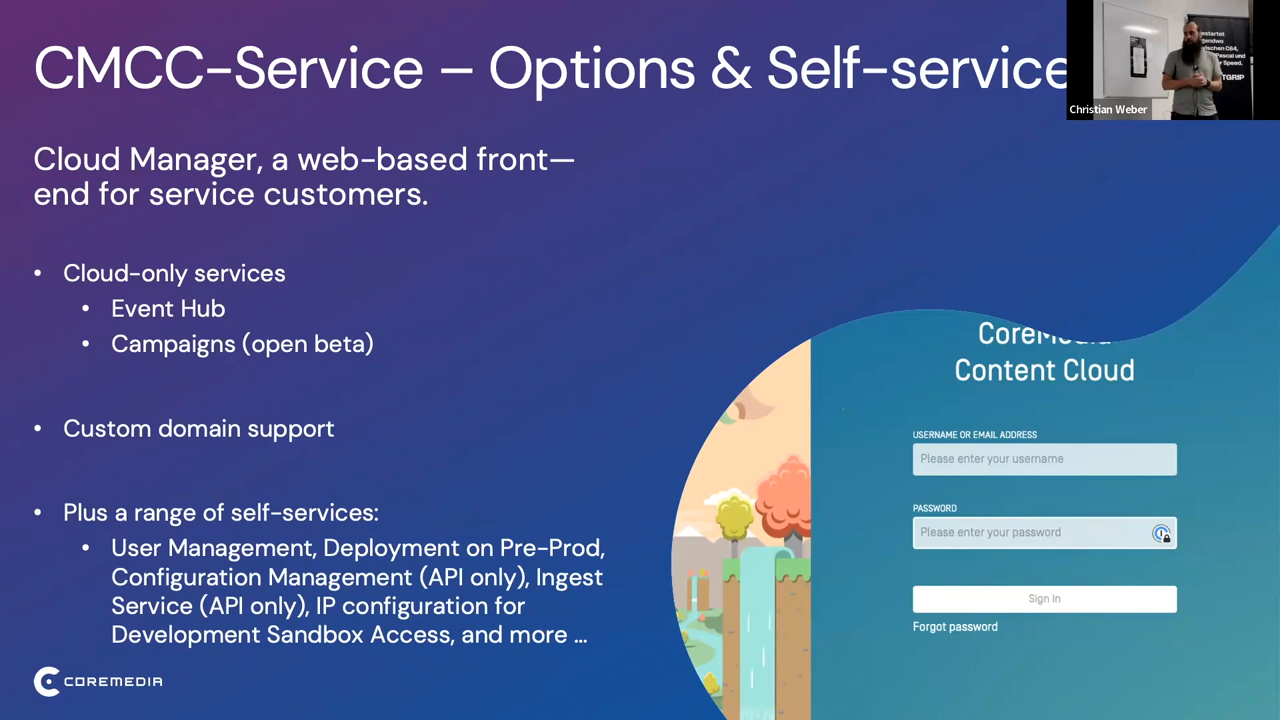 CMCC-Service – Options & Self-service
Christian Weber
Cloud Manager, a web-based front—
end for service customers.
• Cloud-only services
• Event Hub
• Campaigns (open beta)
• Custom domain support
• Plus a range of self-services:
• User Management, Deployment on Pre-Prod,
Configuration Management (API only), Ingest
Service (API only), IP configuration for
Development Sandbox Access, and more ...
COREMEDIA
Content Cloud
USERNAME OR EMAIL ADDRESS
Please enter your username
PASSWORD
Please enter your password
Sign In
Forgot password